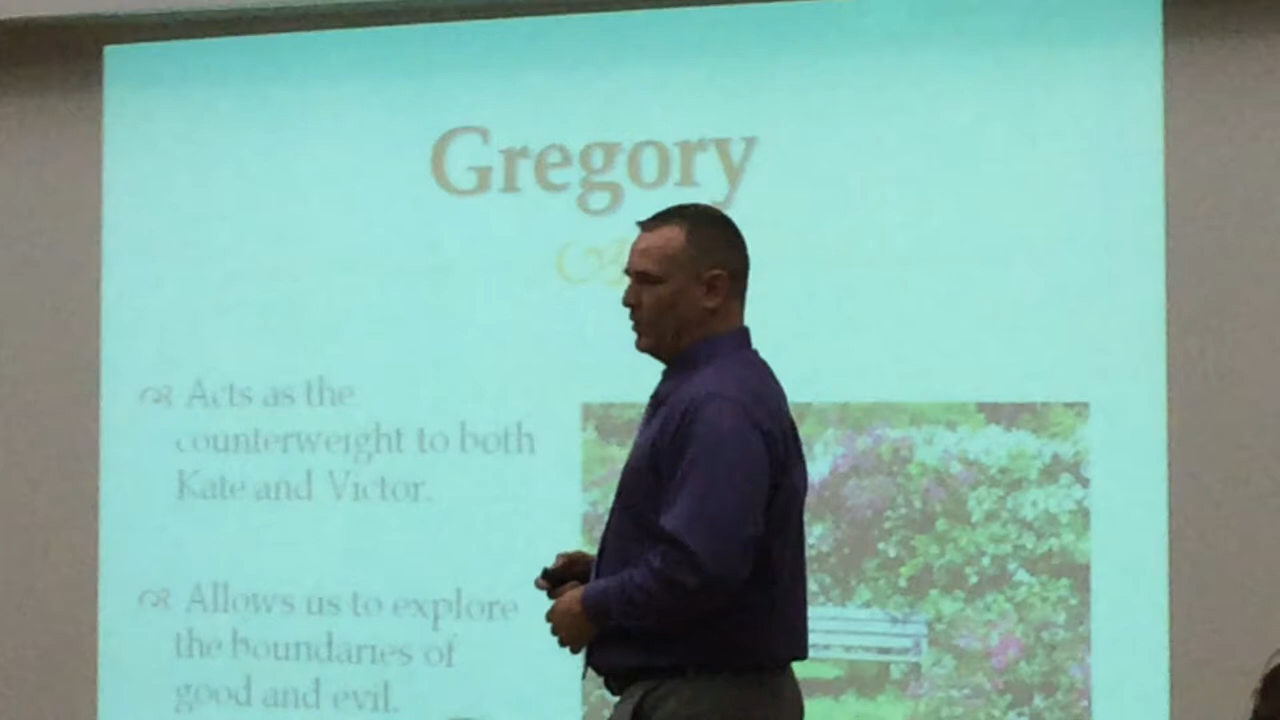 Gregory
Acts as the
counterweight to both
Kate and Victor.
Allows us to explore
the boundaries of
good and evil.